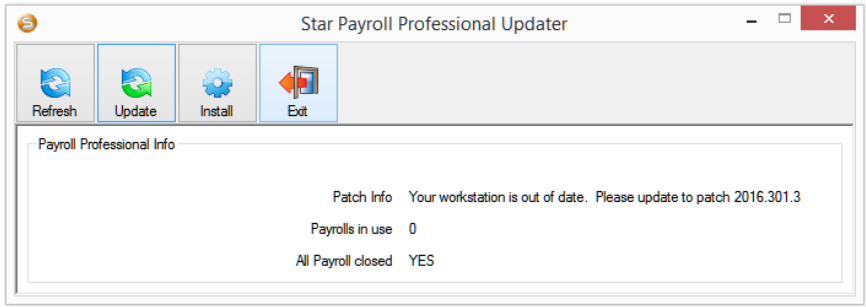 Star Payroll Professional Updater
Refresh Update Install Exit
Payroll Professional Info
Patch Info Your workstation is out of date. Please update to patch 2016.301.3
Payrolls in use 0
All Payroll closed YES